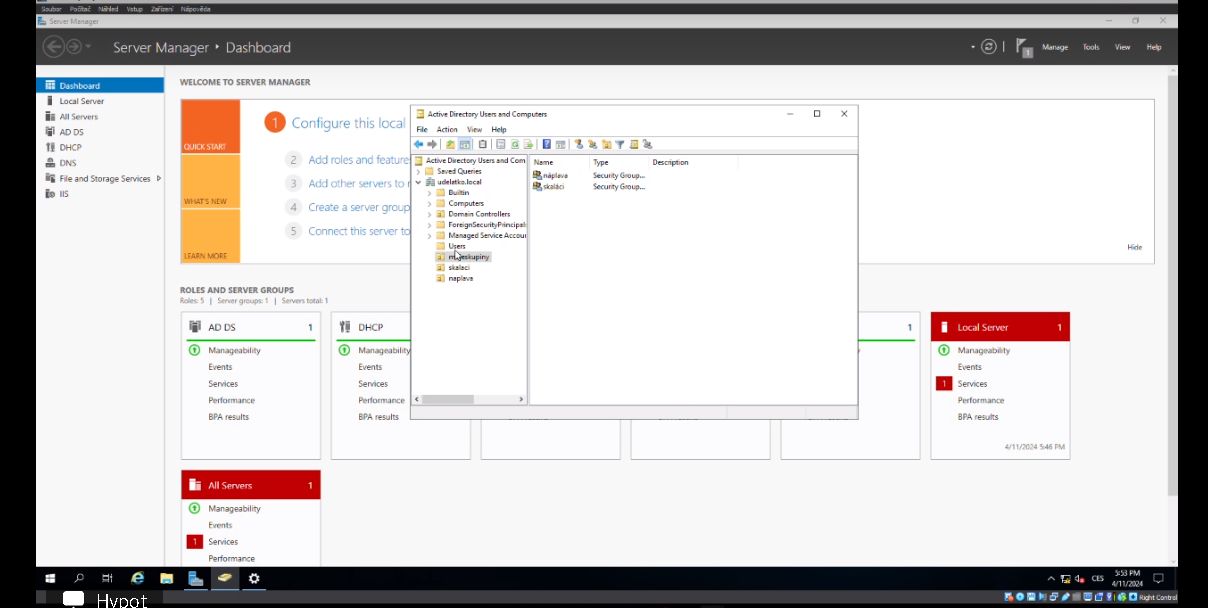 Soubor Počítač Náhled Vstup Zařízení Nápověda
Server Manager
Server Manager • Dashboard
1
Manage Tools View Help
Dashboard
Local Server
All Servers
AD DS
DHCP
DNS
File and Storage Services
IIS
WELCOME TO SERVER MANAGER
QUICK START
WHAT'S NEW
LEARN MORE
1 Configure this local
2 Add roles and feature
3 Add other servers to
4 Create a server group
5 Connect this server to
Hide
Active Directory Users and Computers
File Action View Help
Active Directory Users and Com
Saved Queries
udelatko.local
Builtin
Computers
Domain Controllers
ForeignSecurityPrincipal
Managed Service Accou
Users
skalaci
naplava
Name Type Description
náplava Security Group...
skaláci Security Group...
ROLES AND SERVER GROUPS
Roles: 5 | Server groups: 1 | Servers total: 1
AD DS 1
Manageability
Events
Services
Performance
BPA results
DHCP
Manageability
Events
Services
Performance
BPA results
1
Local Server 1
Manageability
Events
1 Services
Performance
BPA results
4/11/2024 5:46 PM
All Servers 1
Manageability
Events
1 Services
Performance
CES
5:53 PM
4/11/2024
Right Control
Hypot